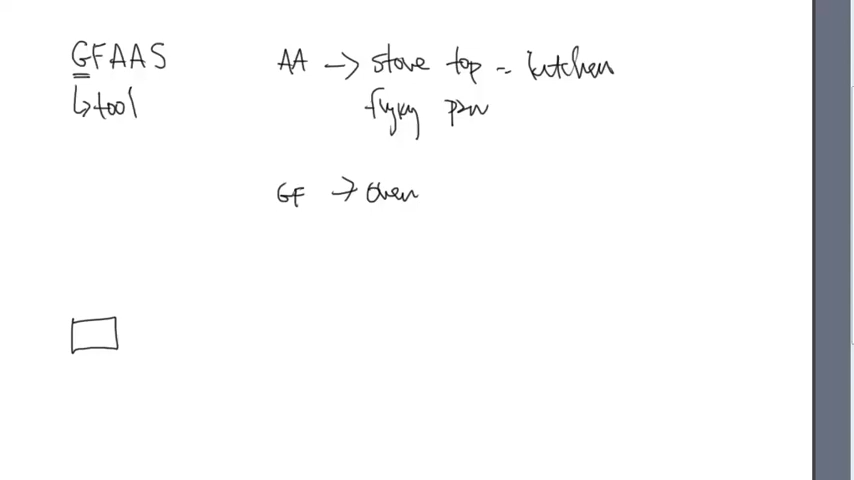 GFAAS
↳ tool
AA → stove top - kitchen
frying pan
GF → oven